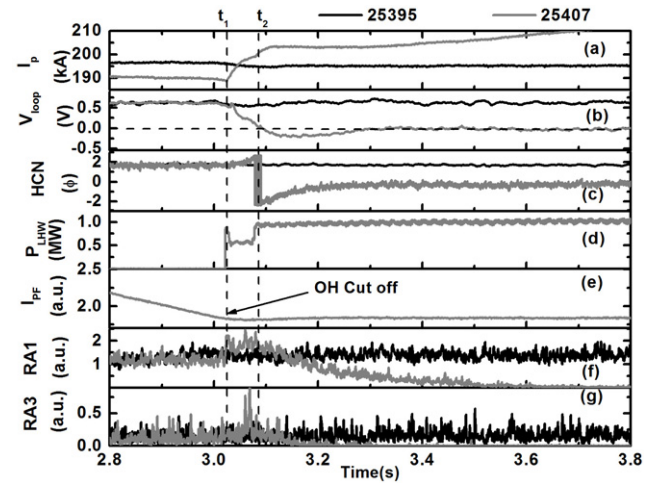 t1 t2 25395 25407
210
200
190
Ip
(kA)
(a)
0.5
0.0
-0.5
Vloop
(V)
(b)
2
0
-2
HCN
(ϕ)
(c)
1.0
0.5
PLHW
(MW)
(d)
2.5
2.0
IPF
(a.u.)
OH Cut off
(e)
2
1
RA1
(a.u.)
(f)
0.5
0.0
RA3
(a.u.)
(g)
2.8 3.0 3.2 3.4 3.6 3.8
Time(s)